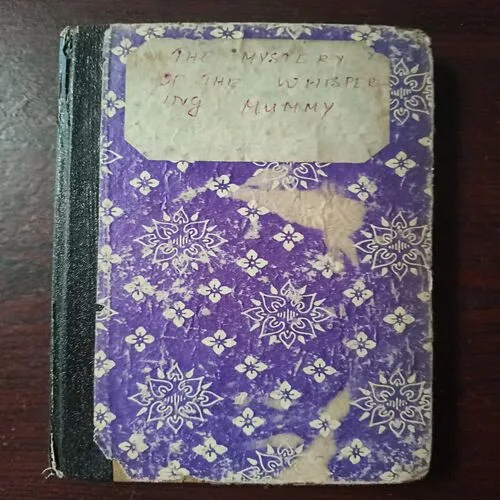 THE MYSTERY
OF THE WHISPER
ING MUMMY